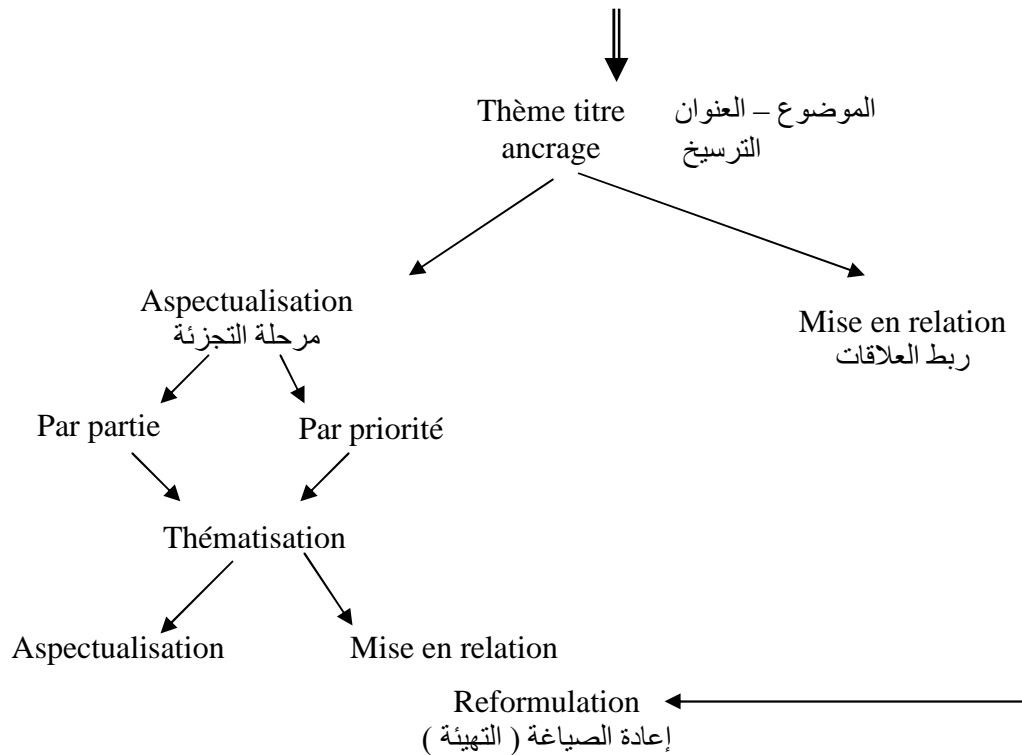 Thème titre الموضوع – العنوان
ancrage الترسيخ
Aspectualisation
مرحلة التجزئة
Mise en relation
ربط العلاقات
Par partie Par priorité
Thématisation
Aspectualisation Mise en relation
Reformulation
إعادة الصياغة ( التهيئة )